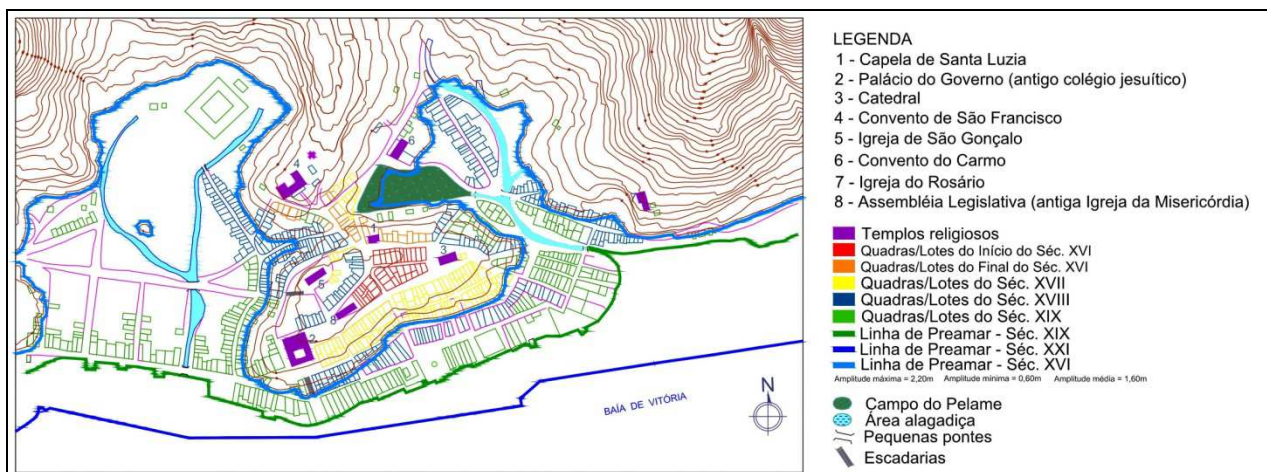 LEGENDA
1 - Capela de Santa Luzia
2 - Palácio do Governo (antigo colégio jesuítico)
3 - Catedral
4 - Convento de São Francisco
5 - Igreja de São Gonçalo
6 - Convento do Carmo
7 - Igreja do Rosário
8 - Assembléia Legislativa (antiga Igreja da Misericórdia)
Templos religiosos
Quadras/Lotes do Início do Séc. XVI
Quadras/Lotes do Final do Séc. XVI
Quadras/Lotes do Séc. XVII
Quadras/Lotes do Séc. XVIII
Quadras/Lotes do Séc. XIX
Linha de Preamar - Séc. XIX
Linha de Preamar - Séc. XXI
Linha de Preamar - Séc. XVI
Amplitude máxima = 2,20m Amplitude mínima = 0,60m Amplitude média = 1,60m
Campo do Pelame
Área alagadiça
Pequenas pontes
Escadarias
4
6
1
3
5
8
2
N
BAÍA DE VITÓRIA